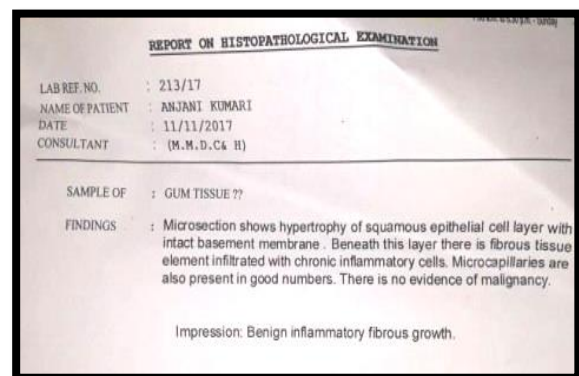 REPORT ON HISTOPATHOLOGICAL EXAMINATION
LAB REF. NO. : 213/17
NAME OF PATIENT : ANJANI KUMARI
DATE : 11/11/2017
CONSULTANT : (M.M.D.C& H)
SAMPLE OF : GUM TISSUE ??
FINDINGS : Microsection shows hypertrophy of squamous epithelial cell layer with
intact basement membrane . Beneath this layer there is fibrous tissue
element infiltrated with chronic inflammatory cells. Microcapillaries are
also present in good numbers. There is no evidence of malignancy.
Impression: Benign inflammatory fibrous growth.